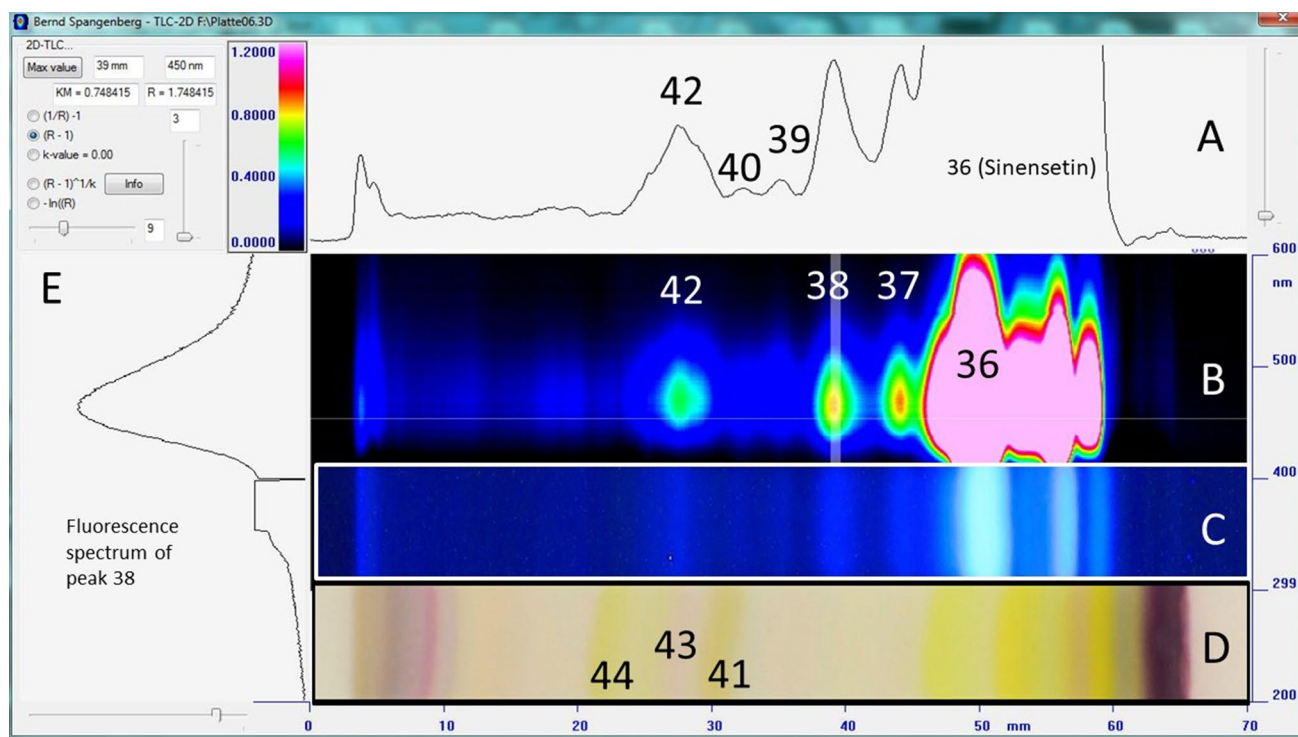 Bernd Spangenberg - TLC-2D F:\Platte06.3D
2D-TLC...
Max value
39 mm
450 nm
KM = 0.748415
R = 1.748415
(1/R) -1
3
(R - 1)
k-value = 0.00
(R - 1)^1/k
Info
- ln((R)
9
1.2000
0.8000
0.4000
0.0000
42
40
39
36 (Sinensetin)
A
600
nm
E
42
38
37
36
500
B
400
C
Fluorescence
spectrum of
peak 38
299
43
44
41
D
200
0
10
20
30
40
50
mm
60
70